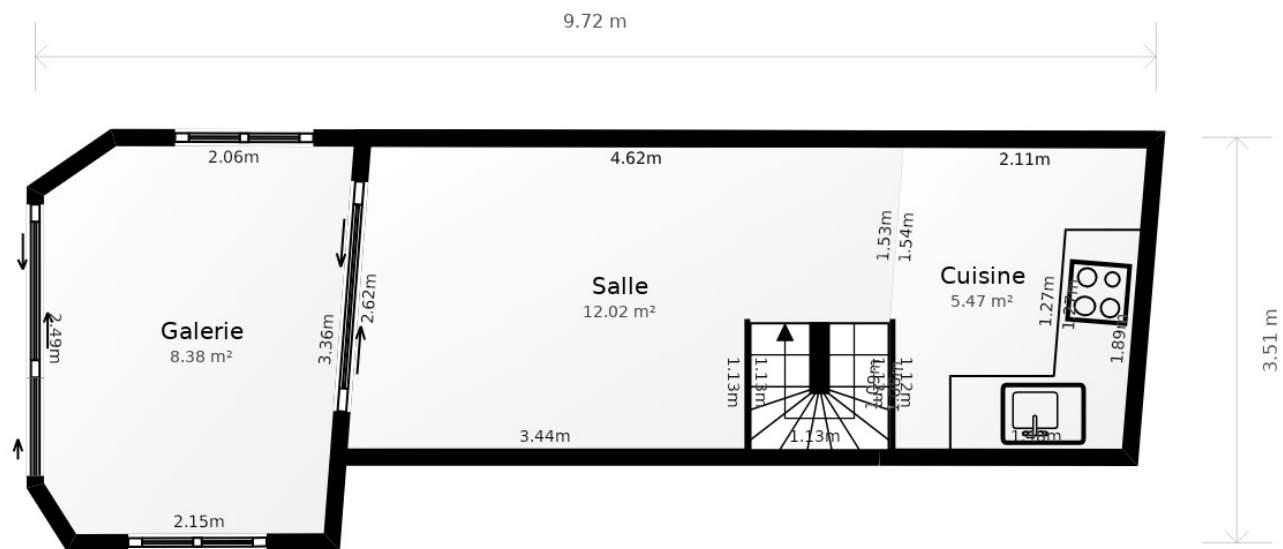 9.72 m
2.06m
4.62m
2.11m
1.53m
1.54m
Salle
12.02 m²
Cuisine
5.47 m²
1.27m
1.89m
Galerie
8.38 m²
2.49m
3.36m
2.62m
3.51 m
1.13m
1.13m
1.12m
3.44m
1.13m
2.15m